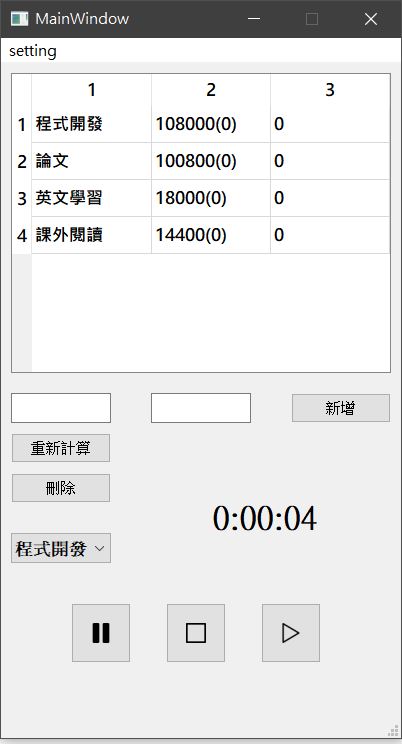 MainWindow
setting
1 2 3
1 程式開發 108000(0) 0
2 論文 100800(0) 0
3 英文學習 18000(0) 0
4 課外閱讀 14400(0) 0
新增
重新計算
刪除
0:00:04
程式開發